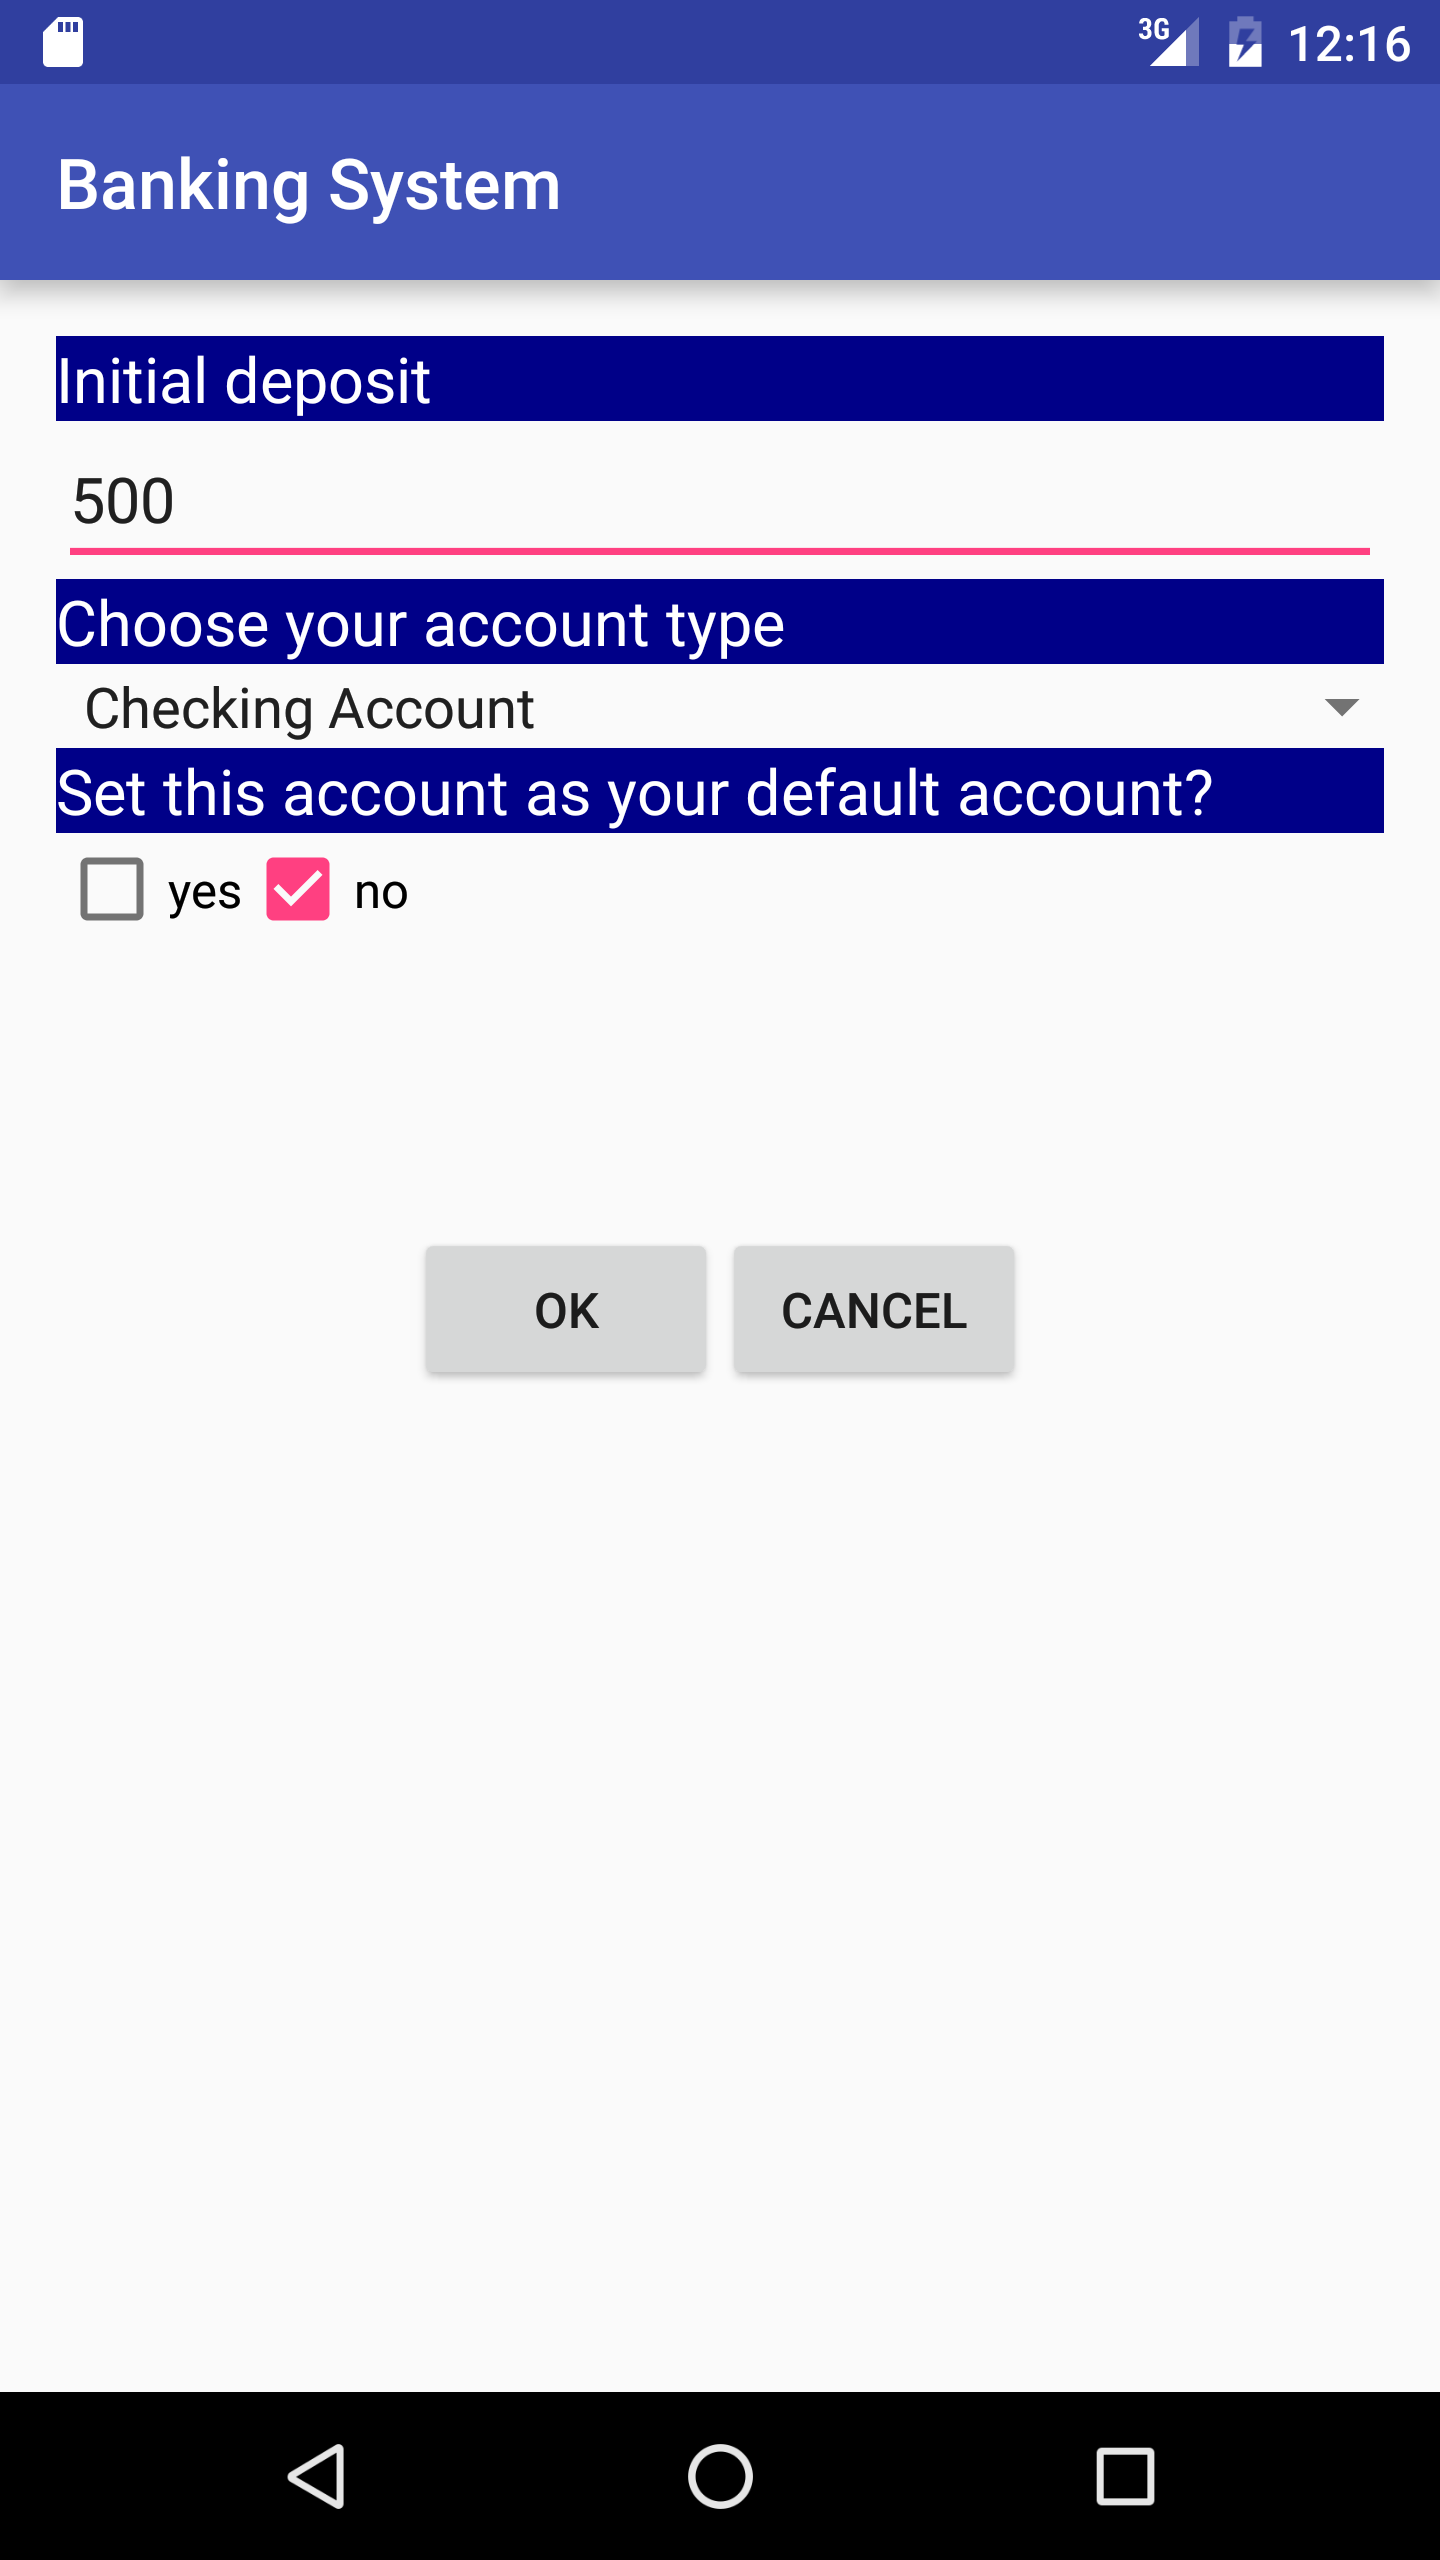 3G 12:16
Banking System
Initial deposit
500
Choose your account type
Checking Account
Set this account as your default account?
yes no
OK CANCEL